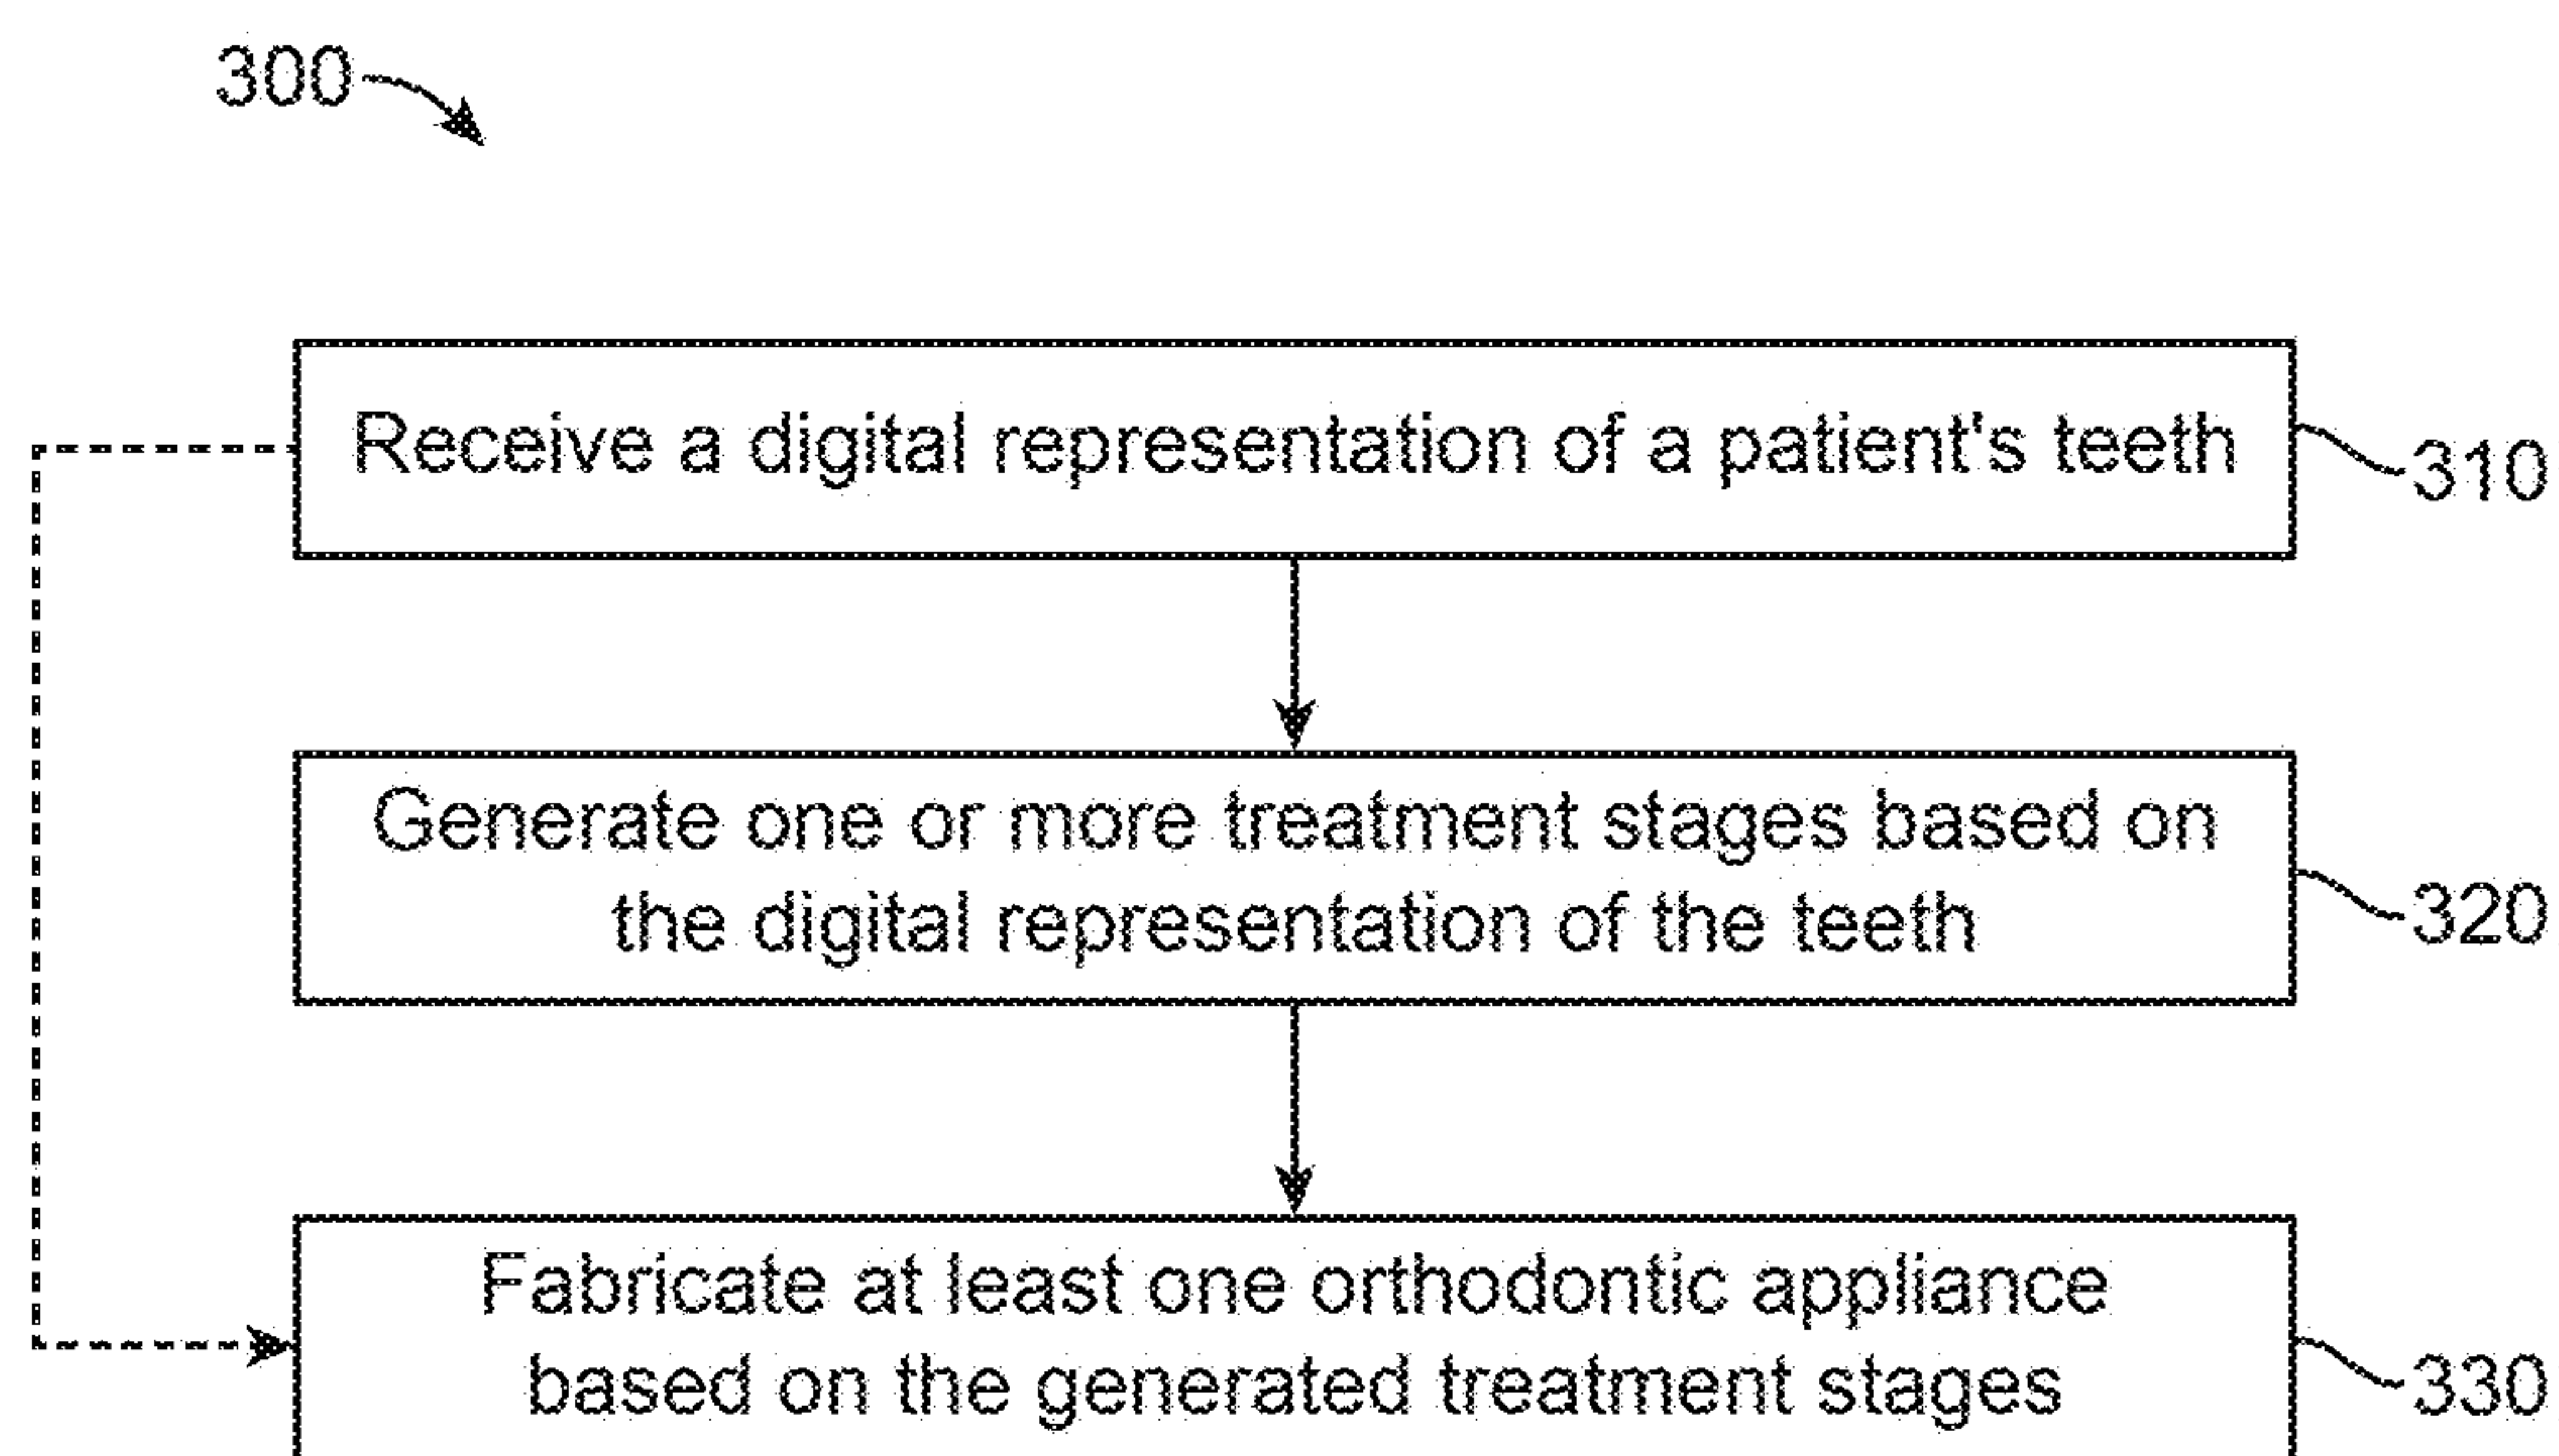 300
Receive a digital representation of a patient's teeth
310
Generate one or more treatment stages based on
the digital representation of the teeth
320
Fabricate at least one orthodontic appliance
based on the generated treatment stages
330